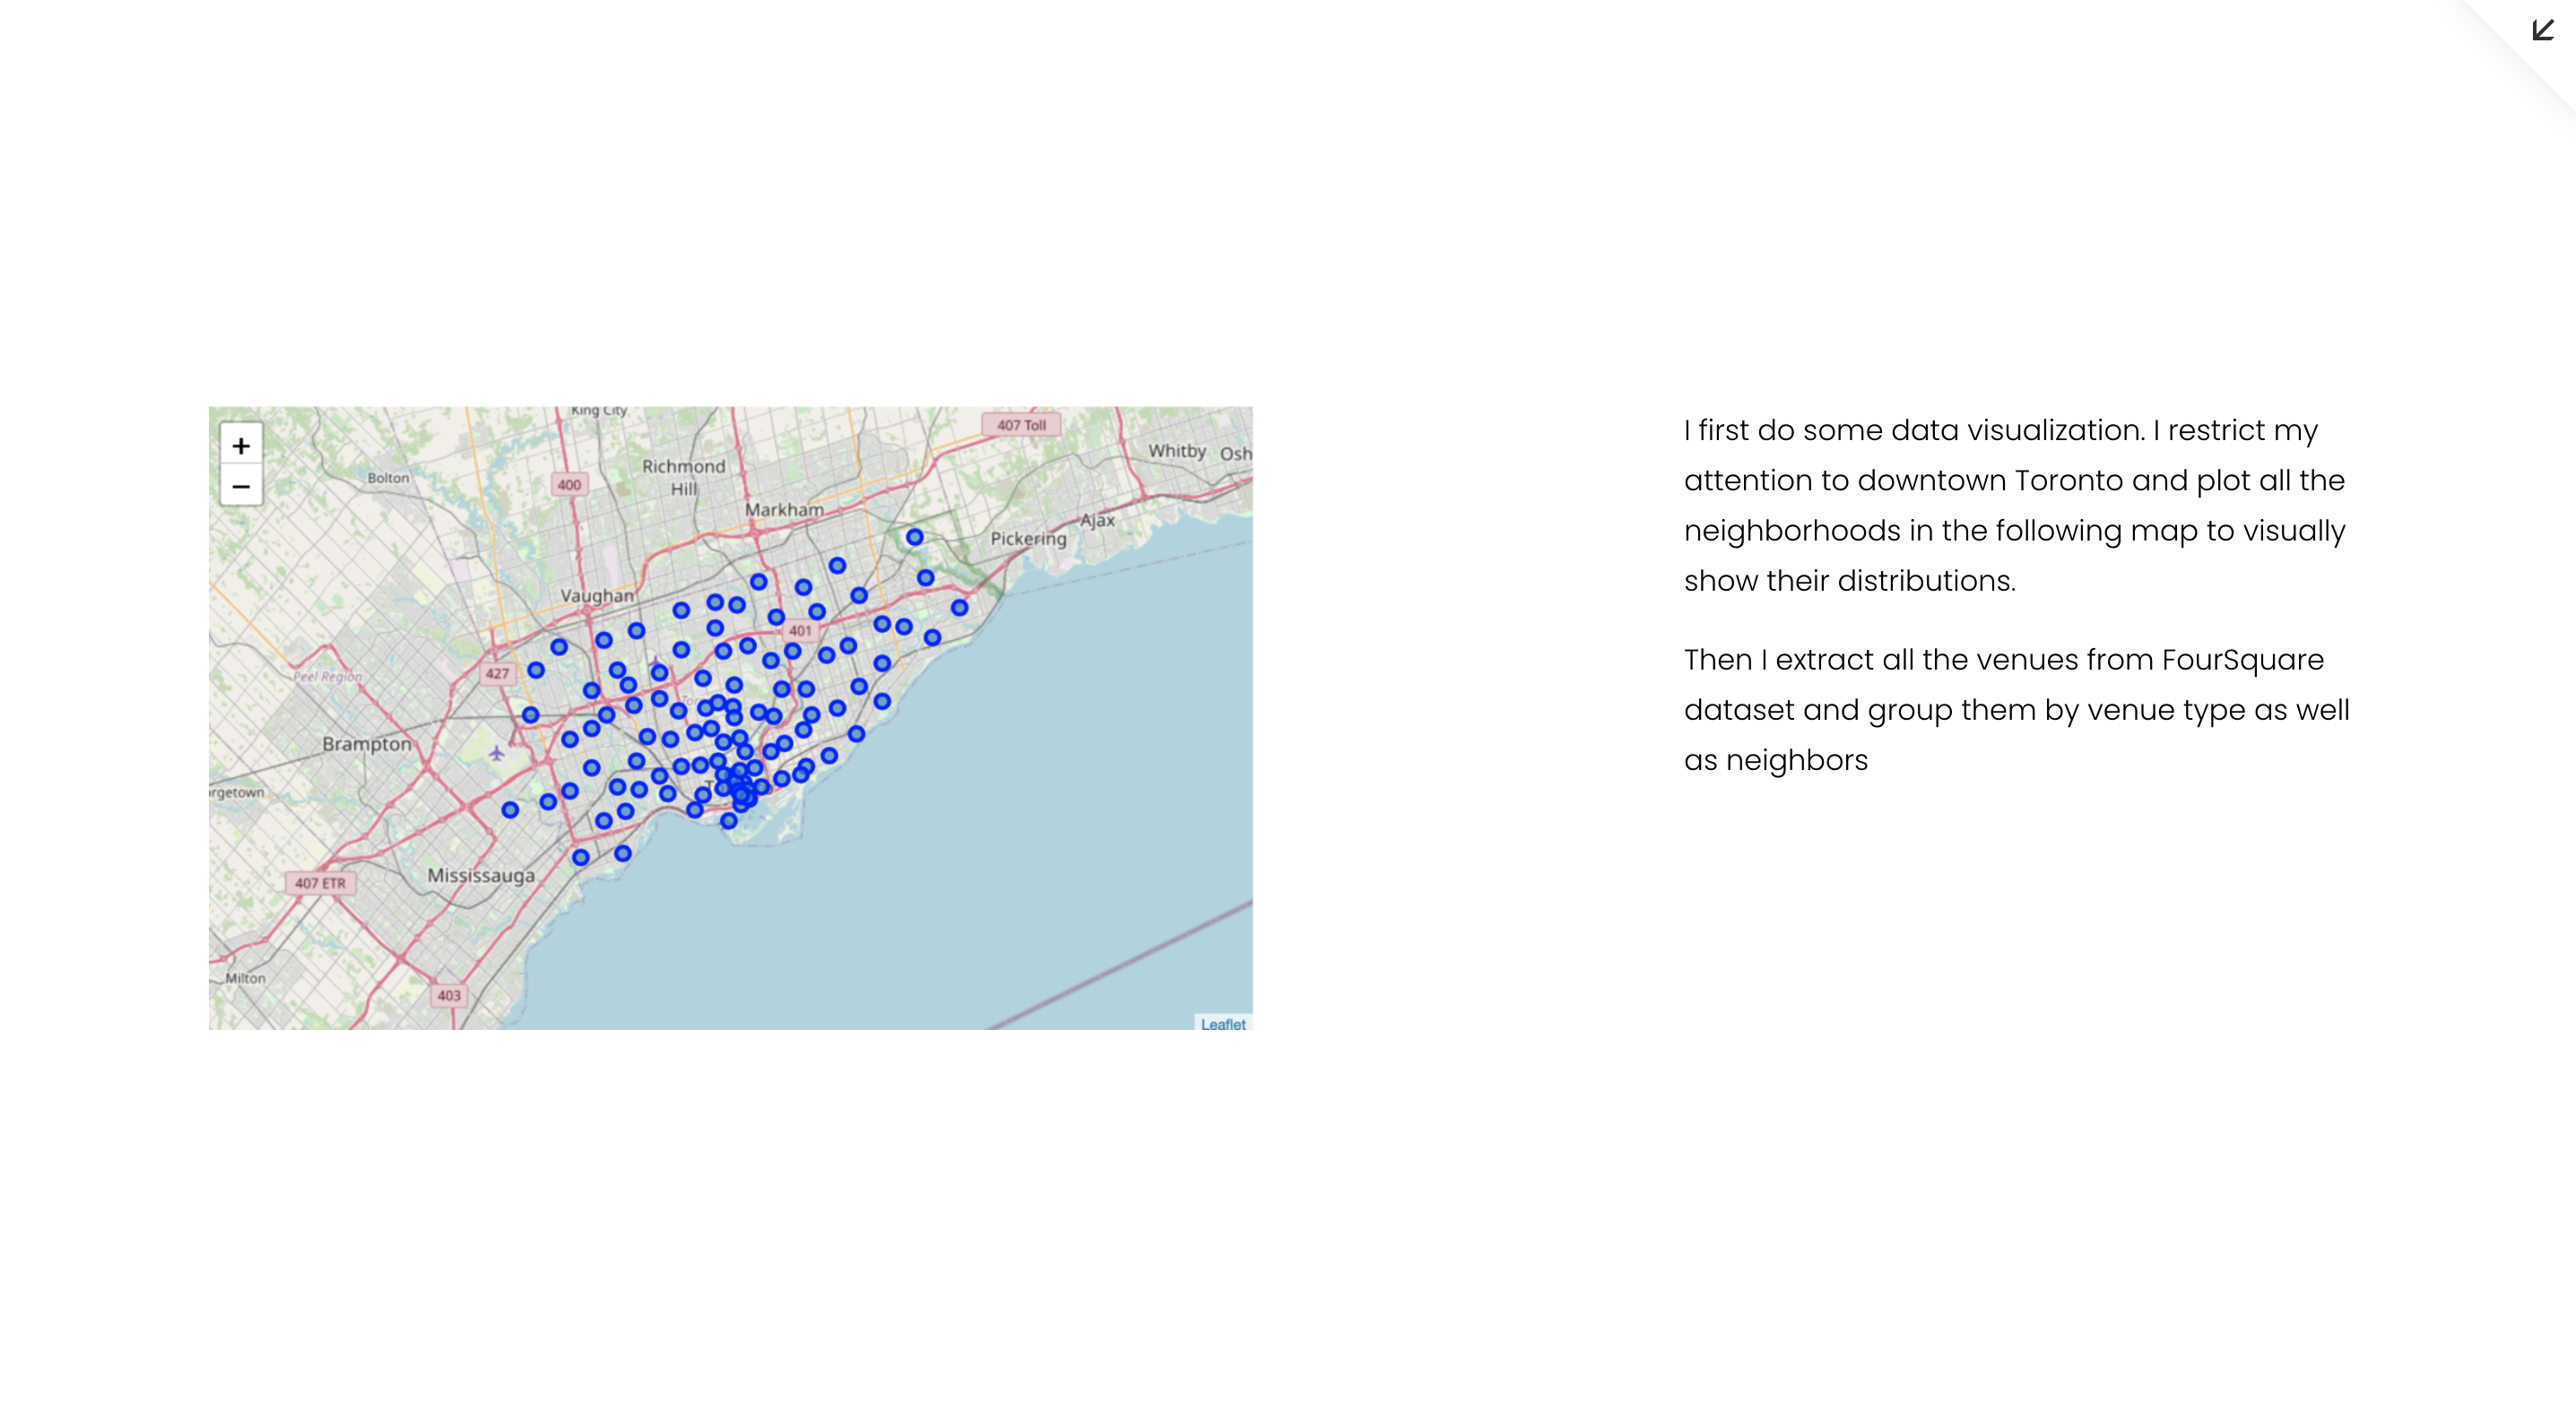 King City
407 Toll
Whitby
Osh
+
Richmond
Hill
Bolton
400
−
Markham
Ajax
Pickering
Vaughan
401
427
Peel Region
Brampton
rgetown
Mississauga
407 ETR
Milton
403
Leaflet
I first do some data visualization. I restrict my
attention to downtown Toronto and plot all the
neighborhoods in the following map to visually
show their distributions.
Then I extract all the venues from FourSquare
dataset and group them by venue type as well
as neighbors